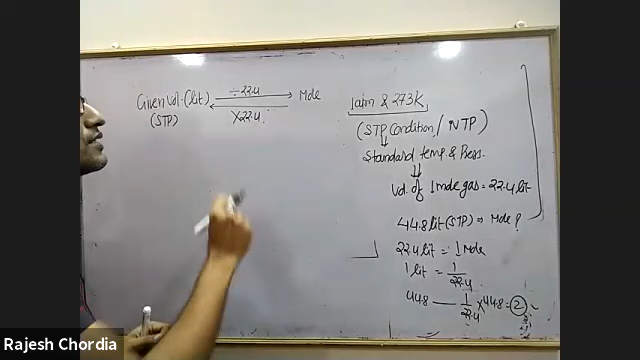 Given Vol. (lit) ÷ 22.4 Mole
(STP) X22.4
1atm & 273K
(STP Condition / NTP)
Standard temp. & Press.
Vol. of 1 mole gas = 22.4 lit
44.8 lit (STP) ⇒ Mole ?
22.4 lit = 1 Mole
1 lit = 1/22.4
44.8 — 1/22.4 x 44.8 = 2
Rajesh Chordia